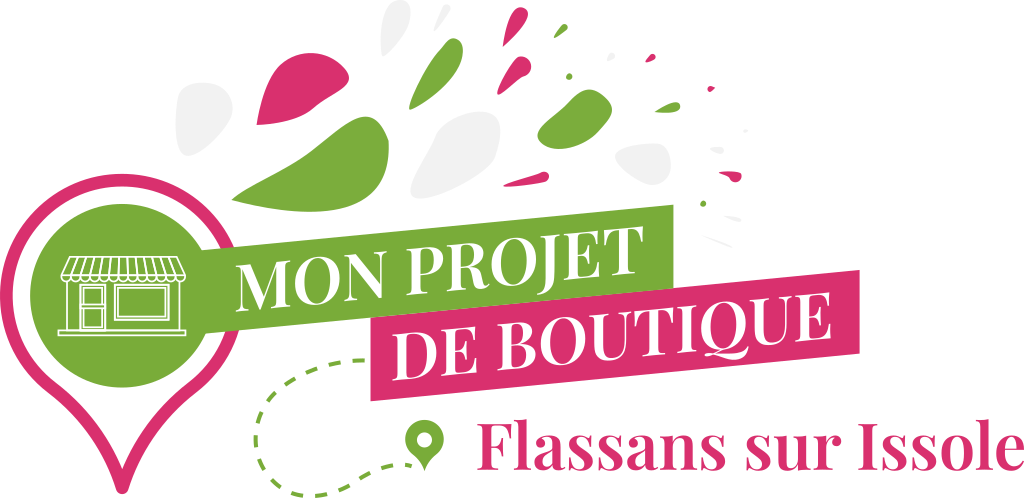 MON PROJET
DE BOUTIQUE
Flassans sur Issole